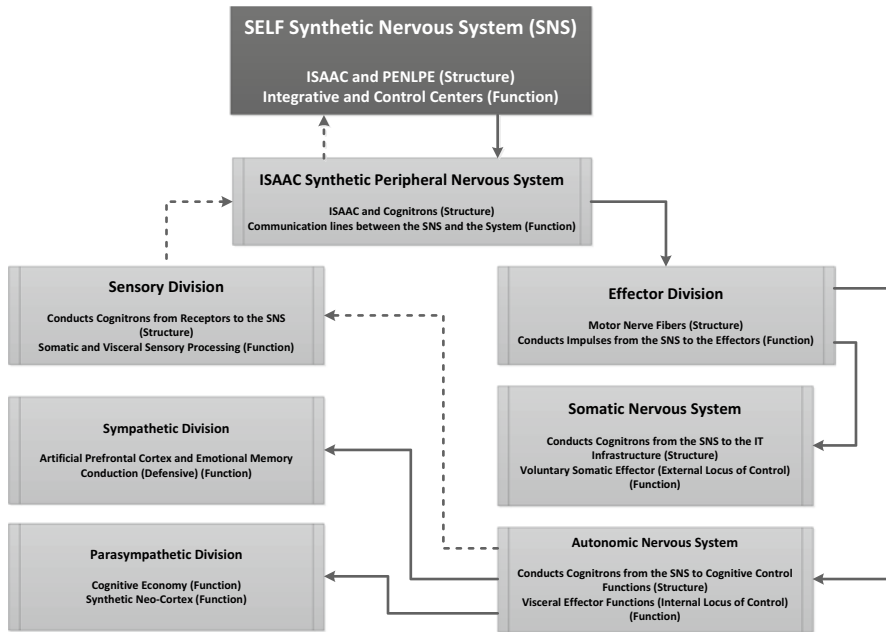 SELF Synthetic Nervous System (SNS)
ISAAC and PENLPE (Structure)
Integrative and Control Centers (Function)
ISAAC Synthetic Peripheral Nervous System
ISAAC and Cognitrons (Structure)
Communication lines between the SNS and the System (Function)
Sensory Division
Conducts Cognitrons from Receptors to the SNS
(Structure)
Somatic and Visceral Sensory Processing (Function)
Effector Division
Motor Nerve Fibers (Structure)
Conducts Impulses from the SNS to the Effectors (Function)
Sympathetic Division
Artificial Prefrontal Cortex and Emotional Memory
Conduction (Defensive) (Function)
Somatic Nervous System
Conducts Cognitrons from the SNS to the IT
Infrastructure (Structure)
Voluntary Somatic Effector (External Locus of Control)
(Function)
Parasympathetic Division
Cognitive Economy (Function)
Synthetic Neo-Cortex (Function)
Autonomic Nervous System
Conducts Cognitrons from the SNS to Cognitive Control
Functions (Structure)
Visceral Effector Functions (Internal Locus of Control)
(Function)